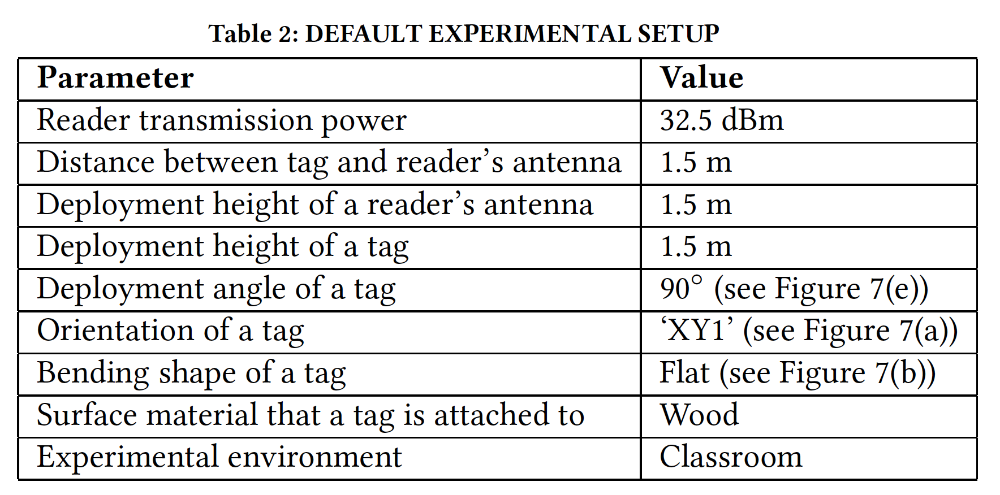 Table 2: DEFAULT EXPERIMENTAL SETUP
Parameter Value
Reader transmission power 32.5 dBm
Distance between tag and reader’s antenna 1.5 m
Deployment height of a reader’s antenna 1.5 m
Deployment height of a tag 1.5 m
Deployment angle of a tag 90° (see Figure 7(e))
Orientation of a tag ‘XY1’ (see Figure 7(a))
Bending shape of a tag Flat (see Figure 7(b))
Surface material that a tag is attached to Wood
Experimental environment Classroom